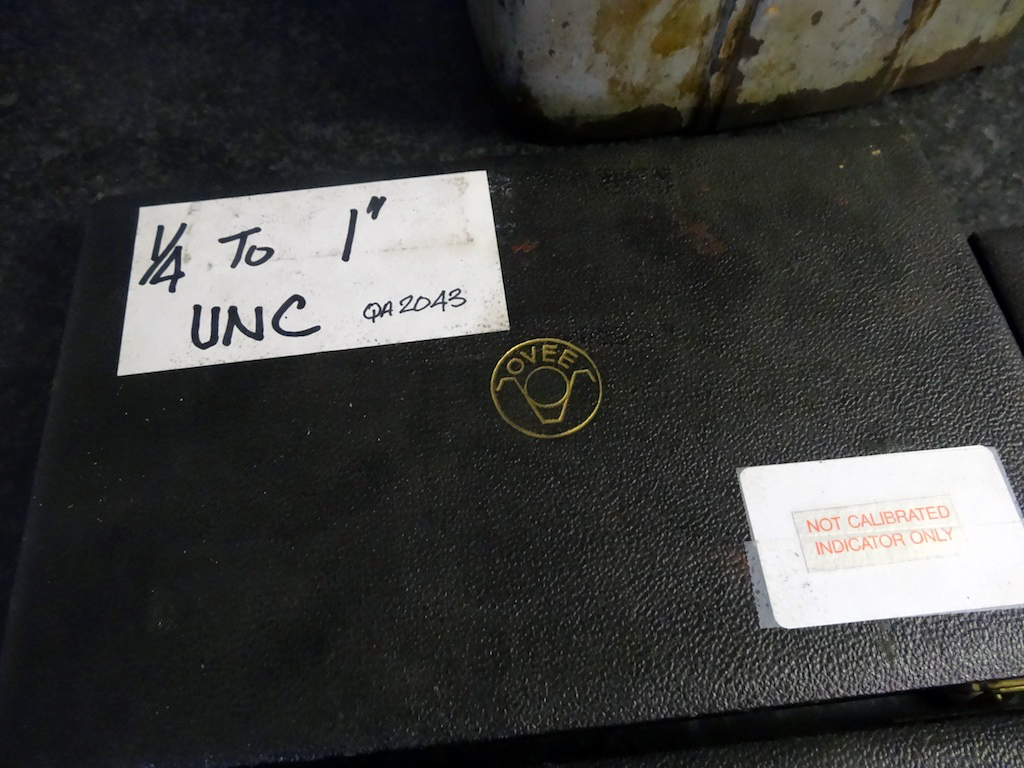 1/4 To 1"
UNC QA2043
OVEE
NOT CALIBRATED
INDICATOR ONLY